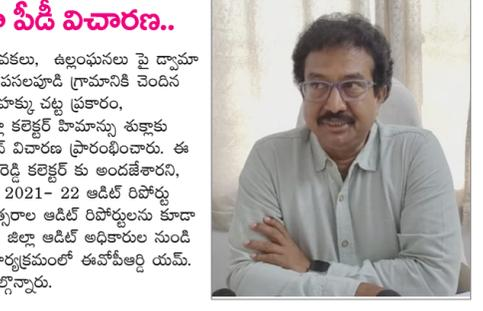 పీడీ విచారణ..
వకలు, ఉల్లంఘనలు పై డ్వామా
పసలపూడి గ్రామానికి చెందిన
హక్కు చట్ట ప్రకారం,
కలెక్టర్ హిమాన్సు శుక్లాకు
విచారణ ప్రారంభించారు. ఈ
రెడ్డి కలెక్టర్ కు అందజేశారని,
2021- 22 ఆడిట్ రిపోర్టు
త్సరాల ఆడిట్ రిపోర్టులను కూడా
జిల్లా ఆడిట్ అధికారుల నుండి
ర్యక్రమంలో ఈవోపీఆర్డి యమ్.
ల్గొన్నారు.